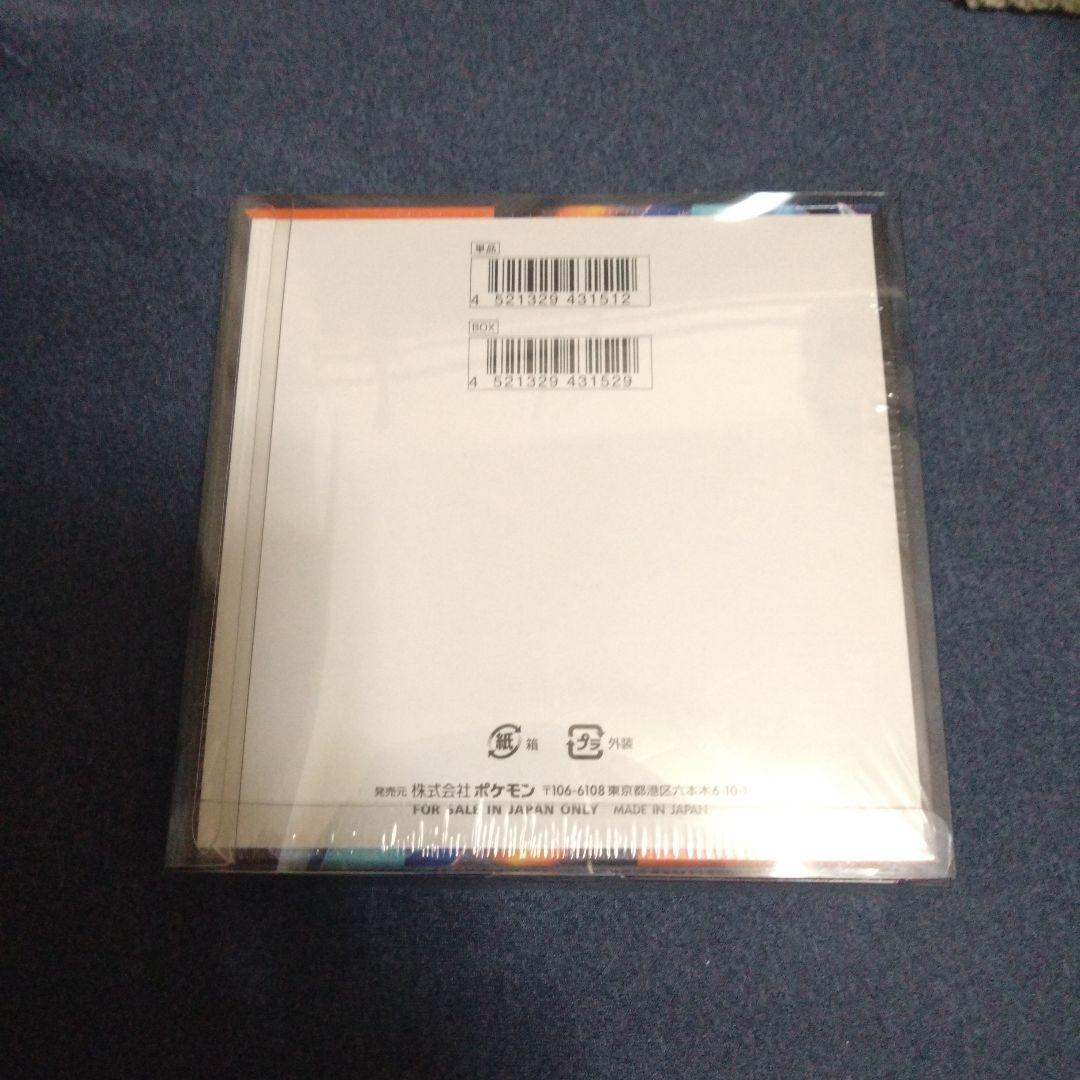 単品
4 521329 431512
BOX
4 521329 431529
紙 箱 プラ 外装
発売元 株式会社 ポケモン 〒106-6108 東京都港区六本木6-10-1
FOR SALE IN JAPAN ONLY MADE IN JAPAN